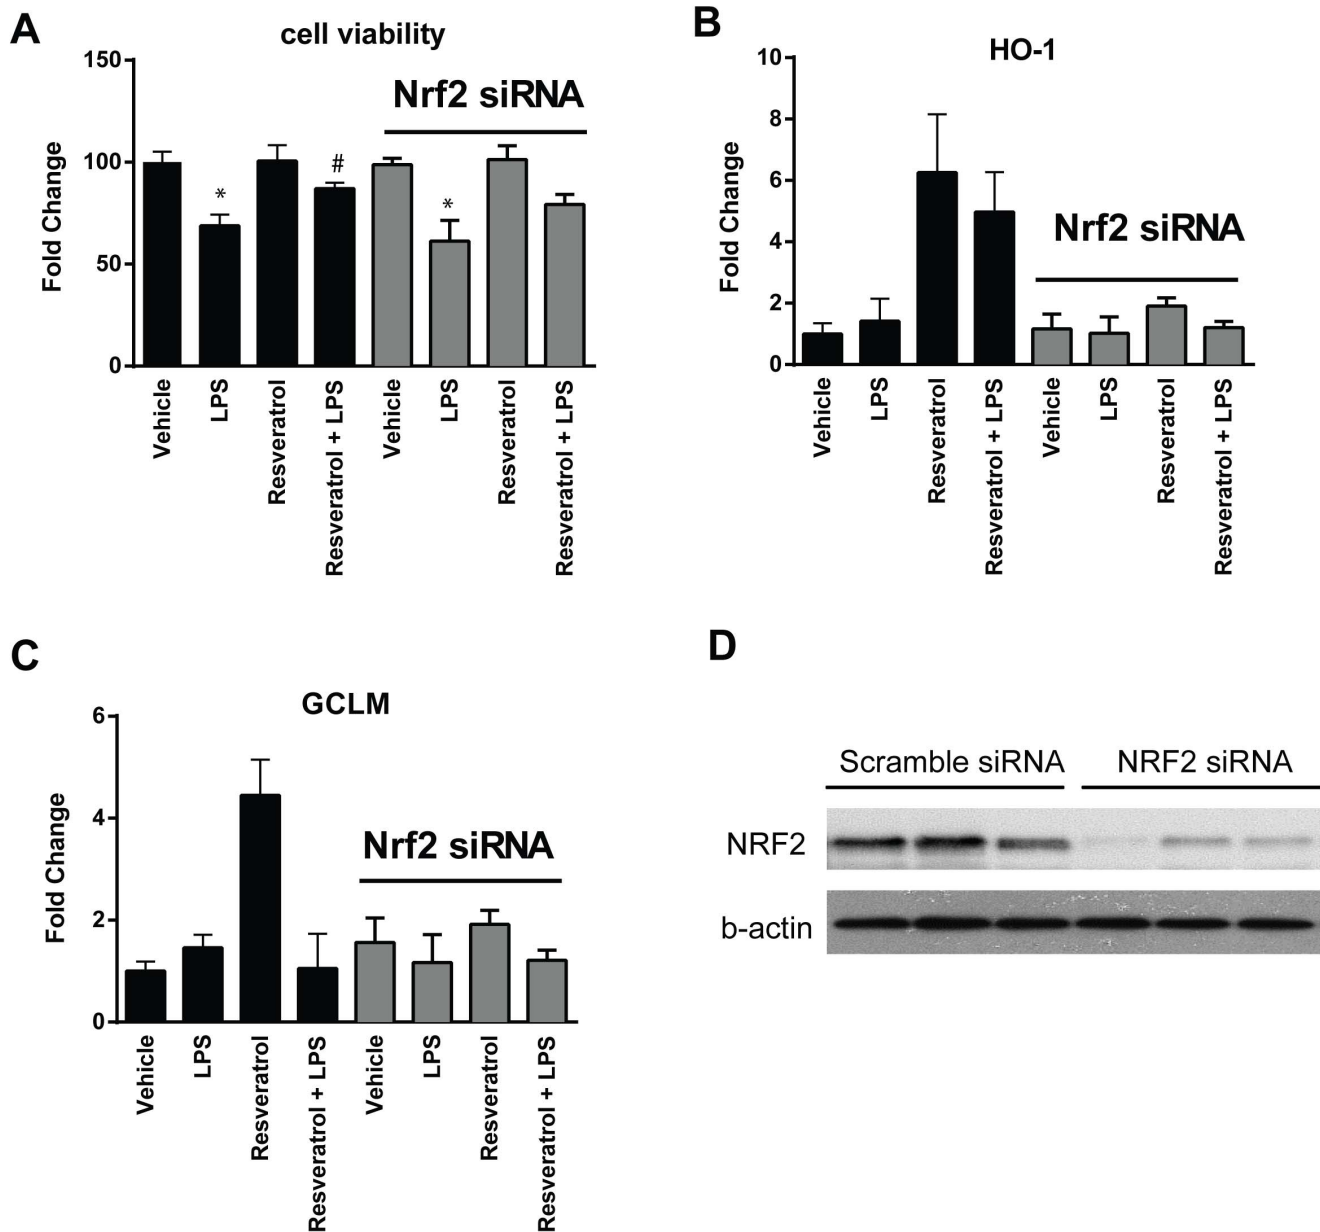 A
cell viability
Nrf2 siRNA
Fold Change
150
100
50
0
*
#
*
Vehicle
LPS
Resveratrol
Resveratrol + LPS
Vehicle
LPS
Resveratrol
Resveratrol + LPS
B
HO-1
Nrf2 siRNA
Fold Change
10
8
6
4
2
0
Vehicle
LPS
Resveratrol
Resveratrol + LPS
Vehicle
LPS
Resveratrol
Resveratrol + LPS
C
GCLM
Nrf2 siRNA
Fold Change
6
4
2
0
Vehicle
LPS
Resveratrol
Resveratrol + LPS
Vehicle
LPS
Resveratrol
Resveratrol + LPS
D
Scramble siRNA NRF2 siRNA
NRF2
b-actin